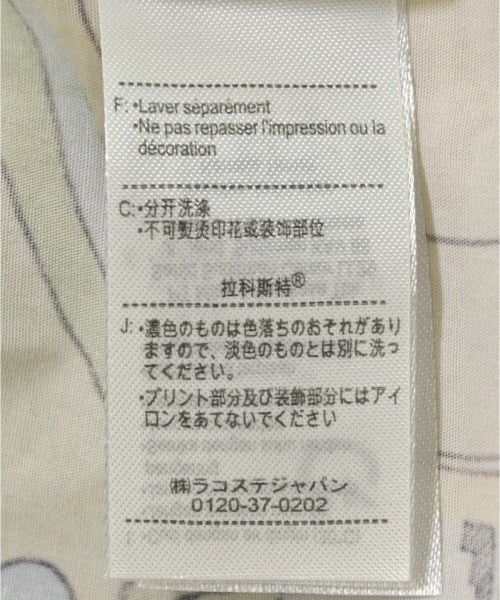 F: •Laver séparément
•Ne pas repasser l'impression ou la
décoration
C: •分开洗涤
•不可熨烫印花或装饰部位
拉科斯特®
J: •濃色のものは色落ちのおそれがあり
ますので、淡色のものとは別に洗っ
てください。
•プリント部分及び装飾部分にはアイ
ロンをあてないでください
㈱ラコステジャパン
0120-37-0202